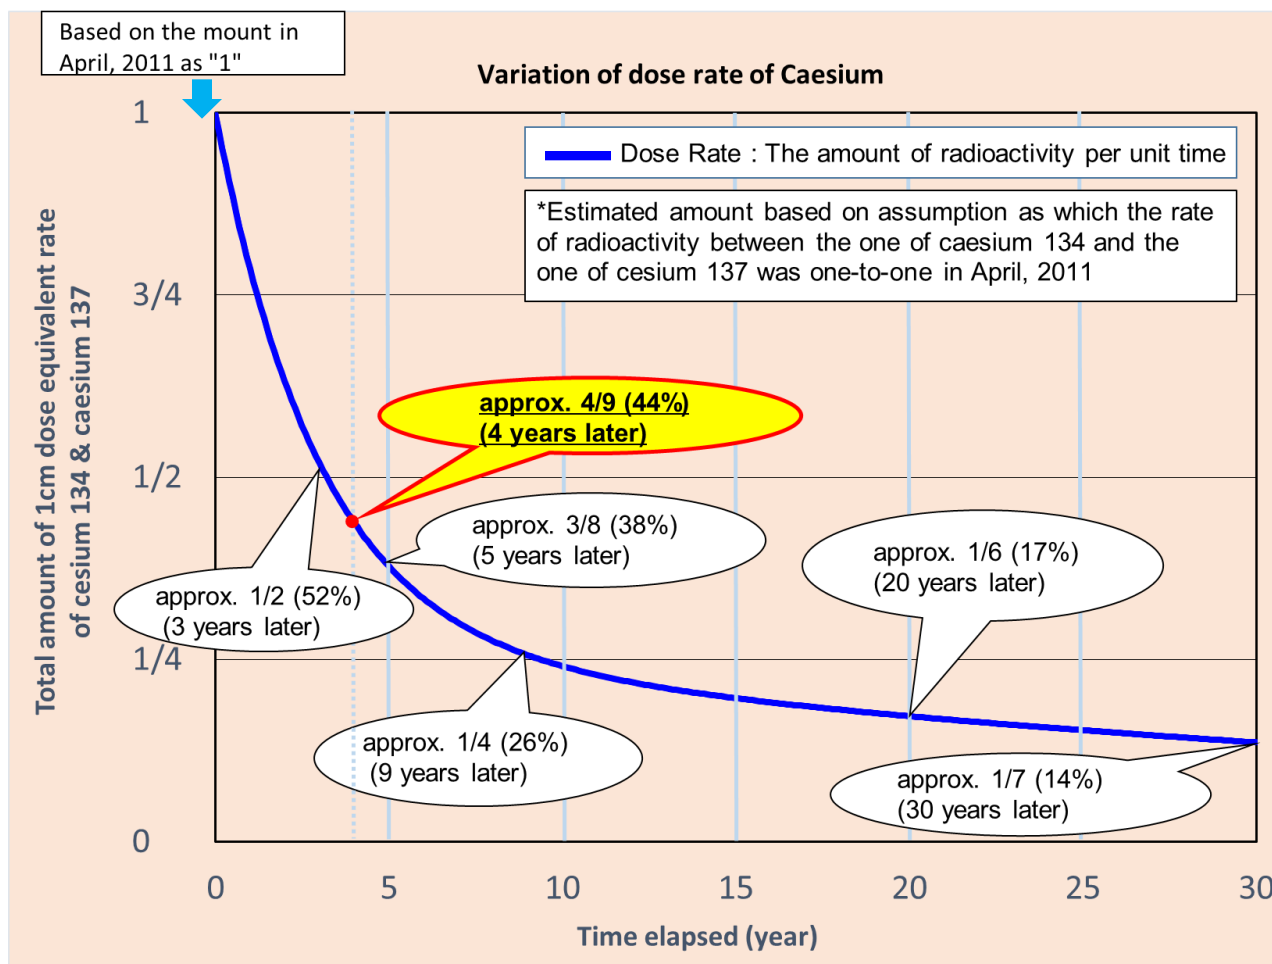 Based on the mount in
April, 2011 as "1"
Variation of dose rate of Caesium
Dose Rate : The amount of radioactivity per unit time
*Estimated amount based on assumption as which the rate
of radioactivity between the one of caesium 134 and the
one of cesium 137 was one-to-one in April, 2011
Total amount of 1cm dose equivalent rate
of cesium 134 & caesium 137
1
3/4
1/2
1/4
0
approx. 4/9 (44%)
(4 years later)
approx. 3/8 (38%)
(5 years later)
approx. 1/6 (17%)
(20 years later)
approx. 1/2 (52%)
(3 years later)
approx. 1/4 (26%)
(9 years later)
approx. 1/7 (14%)
(30 years later)
0 5 10 15 20 25 30
Time elapsed (year)